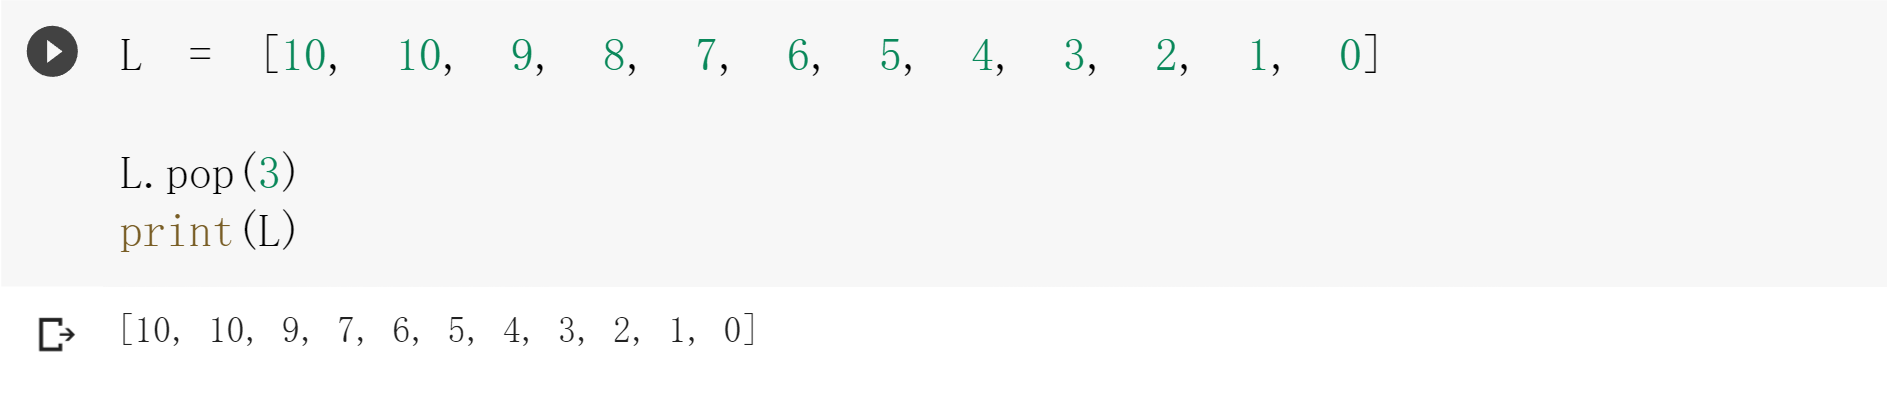 L = [10, 10, 9, 8, 7, 6, 5, 4, 3, 2, 1, 0]
L.pop(3)
print(L)
[10, 10, 9, 7, 6, 5, 4, 3, 2, 1, 0]